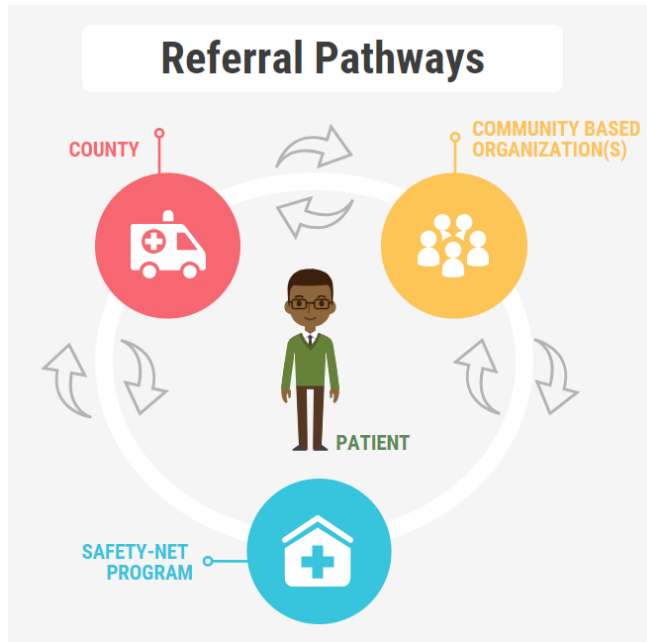 Referral Pathways
COUNTY
COMMUNITY BASED
ORGANIZATION(S)
PATIENT
SAFETY-NET
PROGRAM